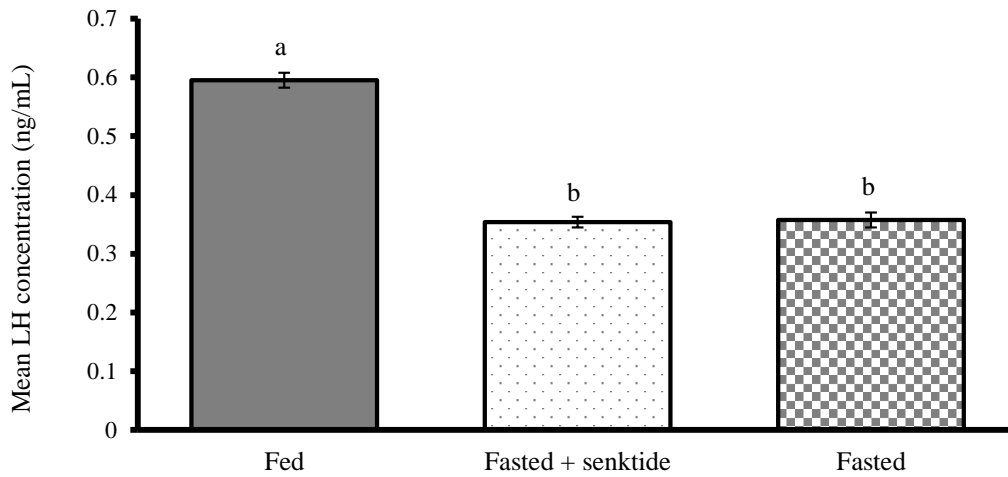 Mean LH concentration (ng/mL)
0.7
0.6
0.5
0.4
0.3
0.2
0.1
0
a
b
b
Fed
Fasted + senktide
Fasted